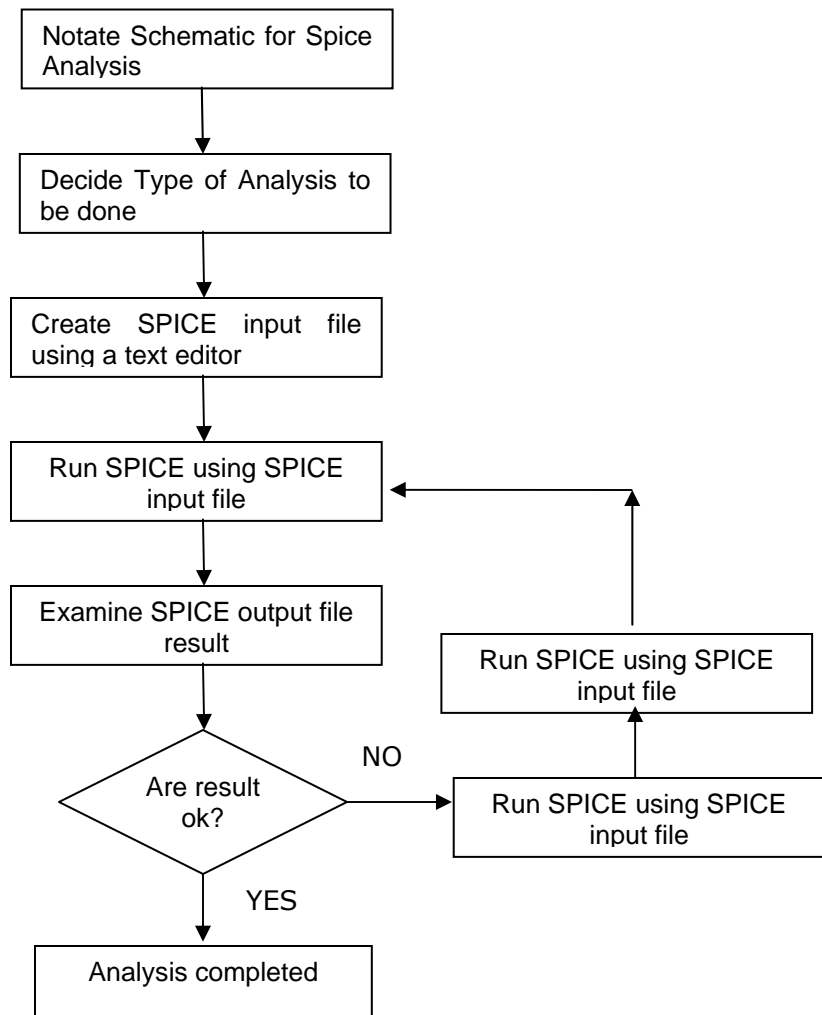 Notate Schematic for Spice
Analysis
Decide Type of Analysis to
be done
Create SPICE input file
using a text editor
Run SPICE using SPICE
input file
Examine SPICE output file
result
Run SPICE using SPICE
input file
NO
Are result
ok?
Run SPICE using SPICE
input file
YES
Analysis completed